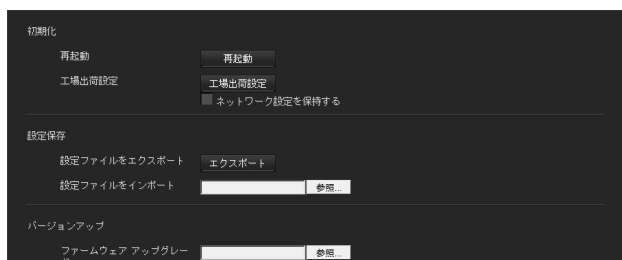 初期化
再起動 再起動
工場出荷設定 工場出荷設定
ネットワーク設定を保持する
設定保存
設定ファイルをエクスポート エクスポート
設定ファイルをインポート 参照...
バージョンアップ
ファームウェア アップグレー 参照...